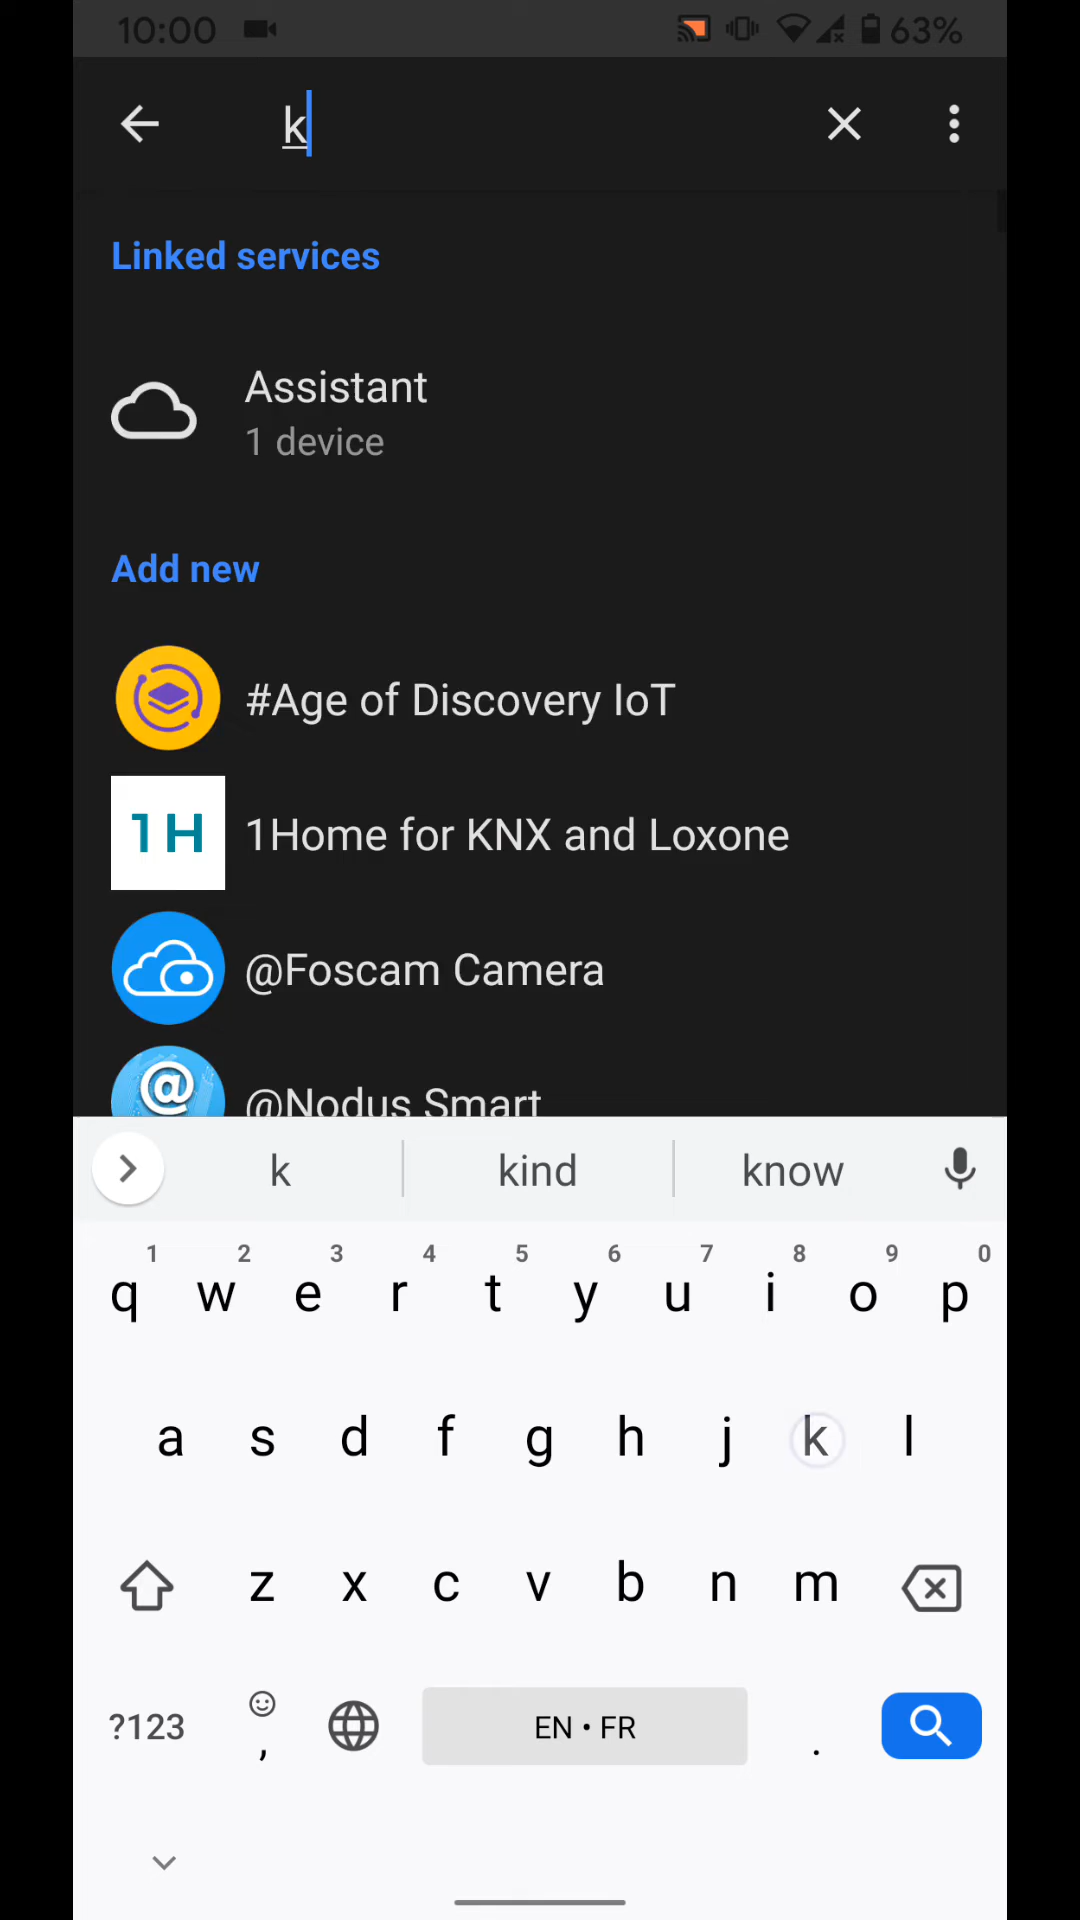 10:00 63%
k
Linked services
Assistant
1 device
Add new
#Age of Discovery IoT
1H 1Home for KNX and Loxone
@Foscam Camera
@ @Nodus Smart
k kind know
1 2 3 4 5 6 7 8 9 0
q w e r t y u i o p
a s d f g h j k l
z x c v b n m
?123 , EN • FR .